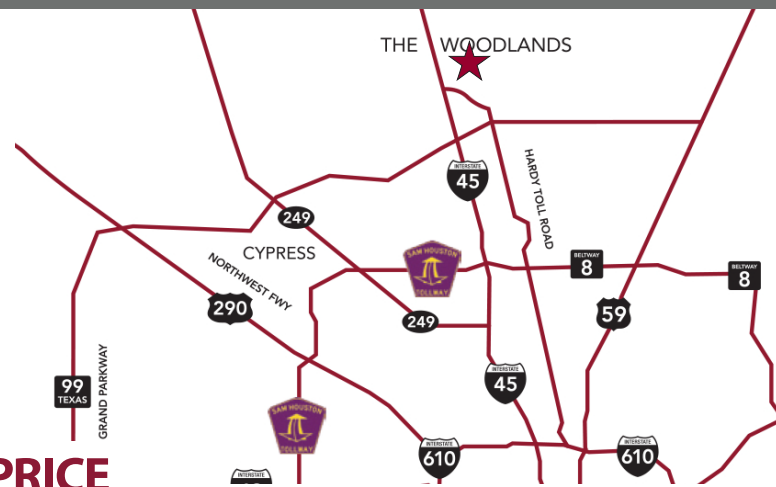 THE WOODLANDS
INTERSTATE
45
HARDY TOLL ROAD
249
CYPRESS
SAM HOUSTON
TOLLWAY
BELTWAY
8
BELTWAY
8
NORTHWEST FWY
290
249
59
INTERSTATE
45
99
TEXAS
GRAND PARKWAY
SAM HOUSTON
TOLLWAY
INTERSTATE
610
INTERSTATE
610
PRICE
INTERSTATE